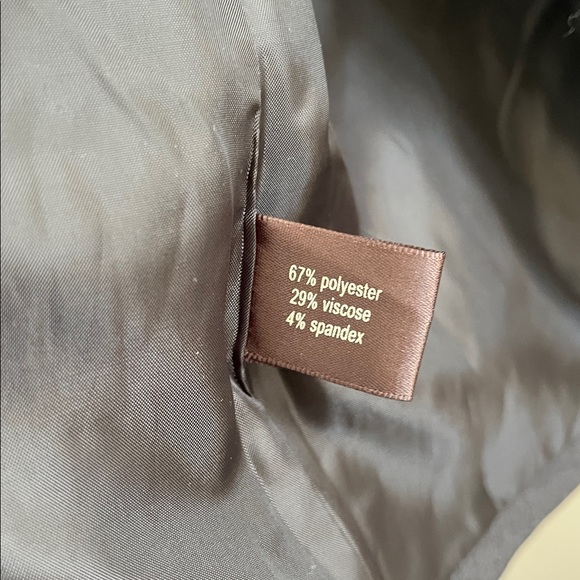 67% polyester
29% viscose
4% spandex